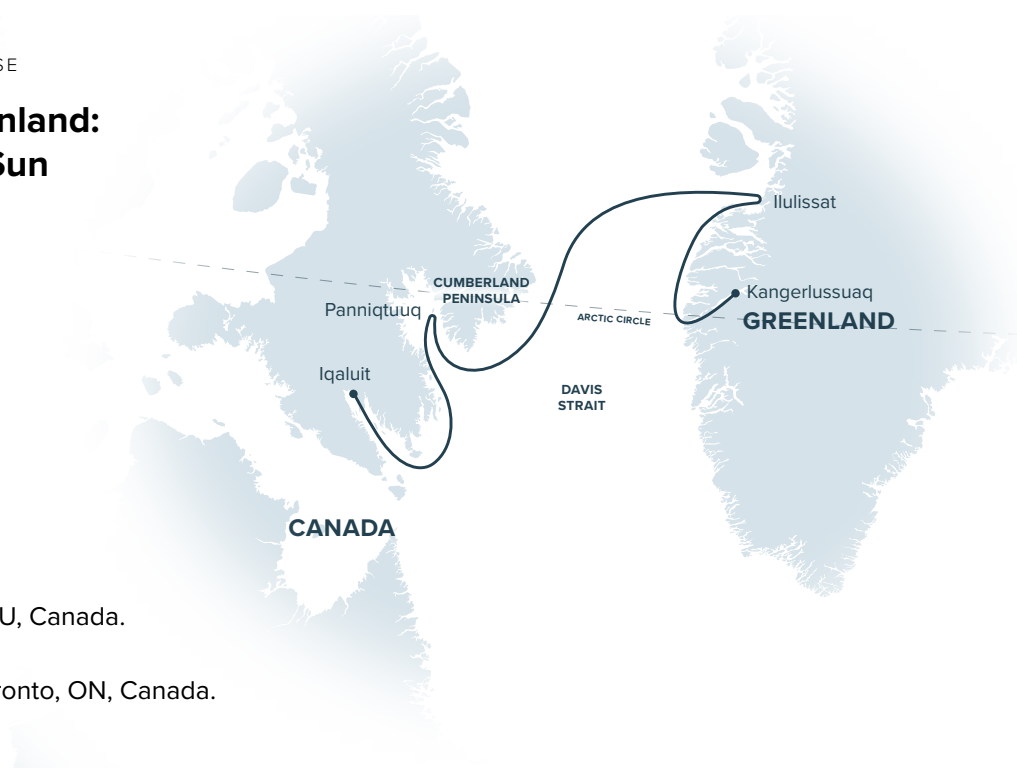 SE
nland:
Sun
Ilulissat
CUMBERLAND
PENINSULA
Kangerlussuaq
Panniqtuuq
ARCTIC CIRCLE
GREENLAND
Iqaluit
DAVIS
STRAIT
CANADA
U, Canada.
ronto, ON, Canada.